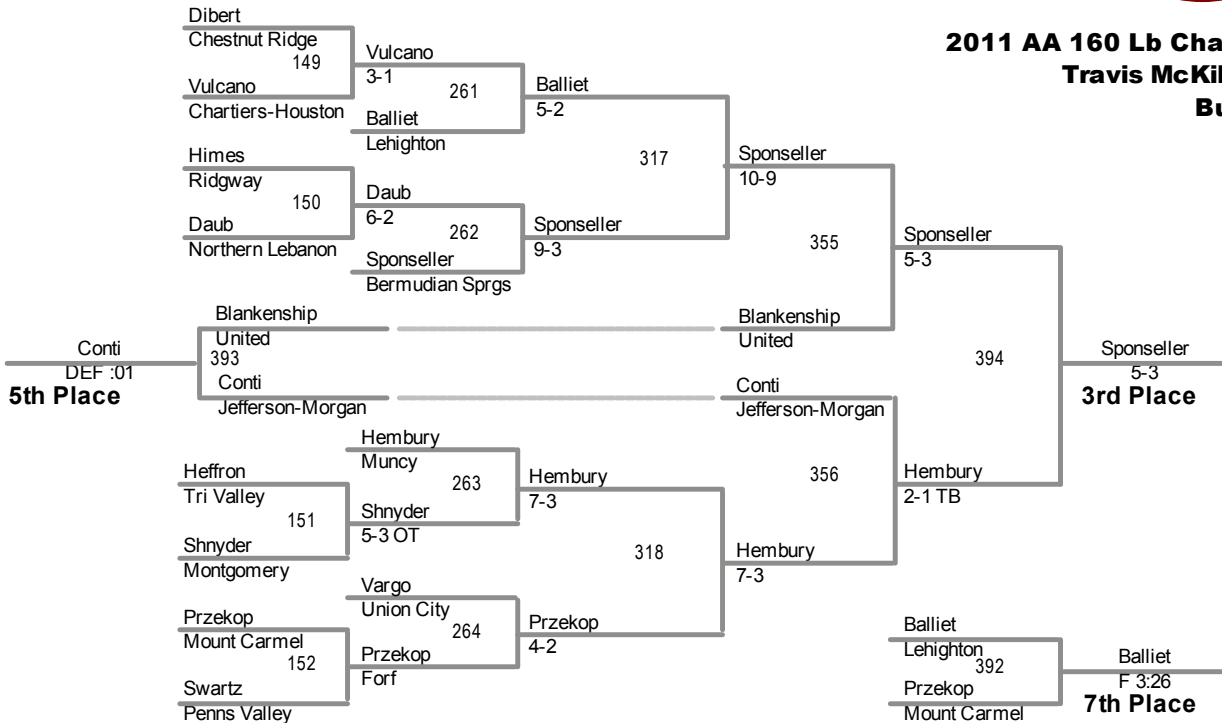 2011 AA 160 Lb
Travis
Dibert
Chestnut Ridge
149
Vulcano
Chartiers-Houston
Vulcano
3-1
261
Balliet
Lehighton
Balliet
5-2
Himes
Ridgway
150
Daub
Northern Lebanon
Daub
6-2
262
Sponseller
Bermudian Sprgs
Sponseller
9-3
317
Sponseller
10-9
355
Sponseller
5-3
Blankenship
United
Blankenship
United
393
Conti
DEF :01
5th Place
Conti
Jefferson-Morgan
Conti
Jefferson-Morgan
394
Sponseller
5-3
3rd Place
Hembury
Muncy
263
Heffron
Tri Valley
151
Shnyder
Montgomery
Shnyder
5-3 OT
Hembury
7-3
318
Hembury
7-3
356
Hembury
2-1 TB
Vargo
Union City
264
Przekop
Mount Carmel
152
Swartz
Penns Valley
Przekop
Forf
Przekop
4-2
Balliet
Lehighton
392
Przekop
Mount Carmel
Balliet
F 3:26
7th Place